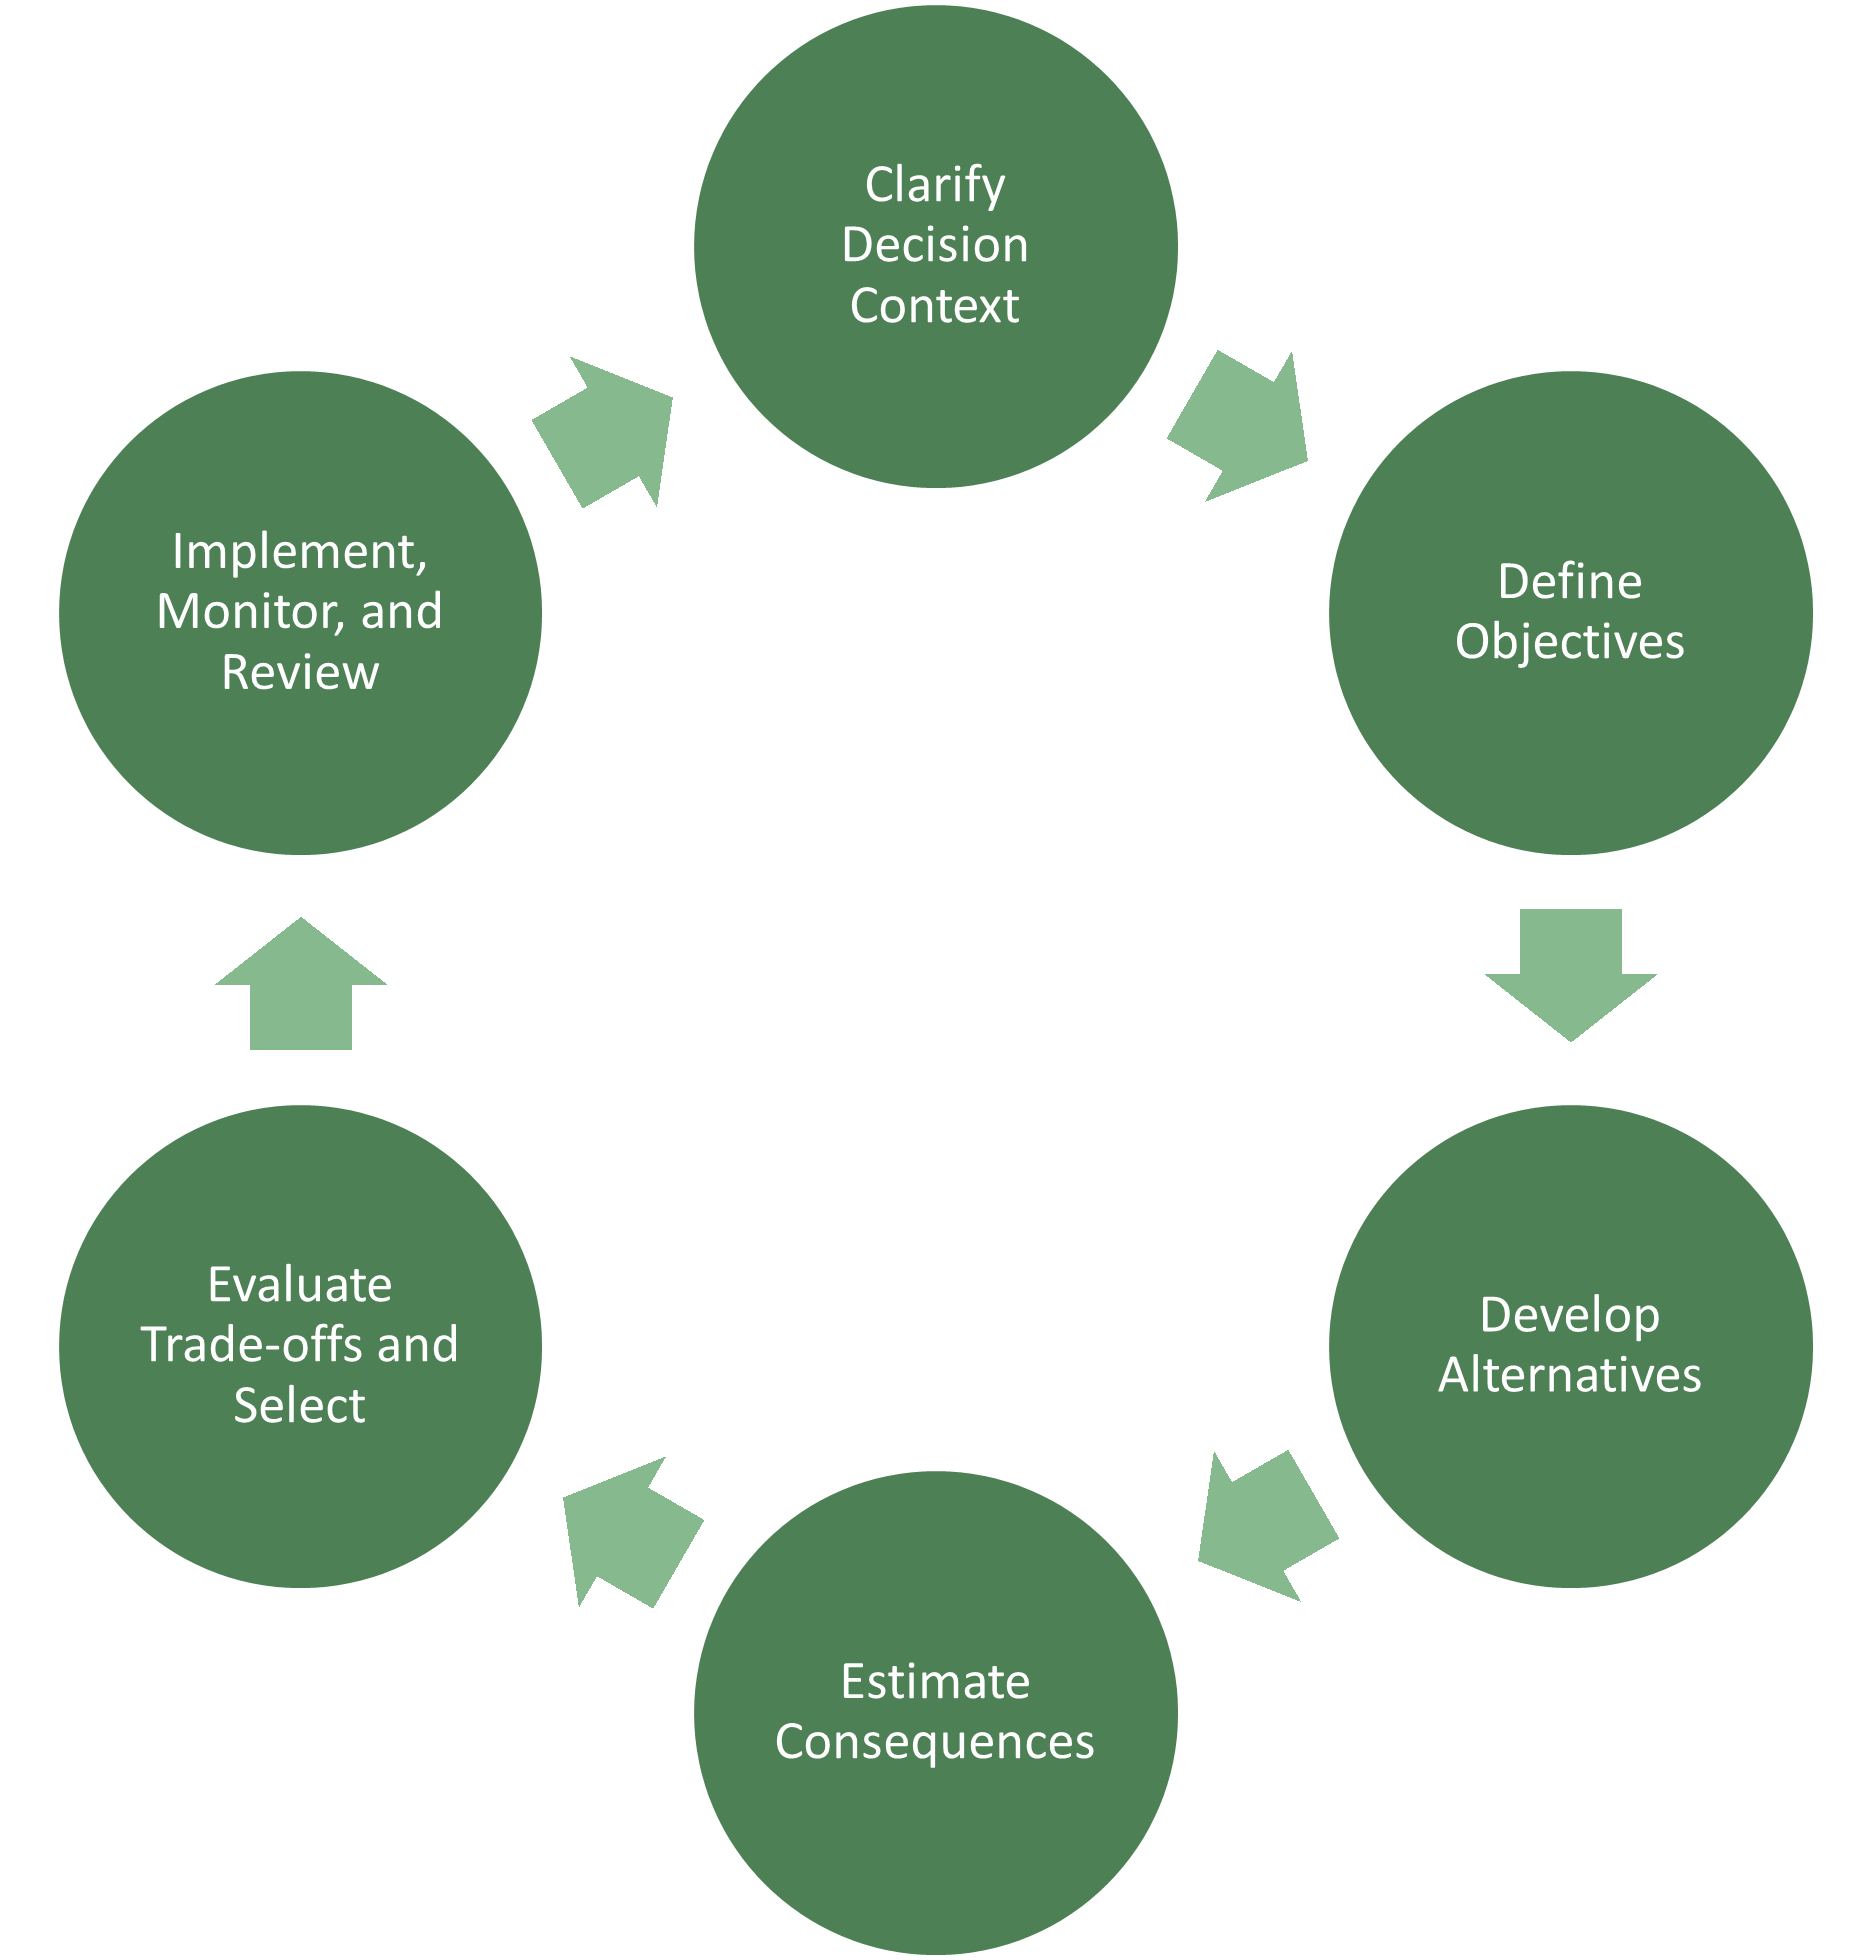 Clarify
Decision
Context
Define
Objectives
Develop
Alternatives
Estimate
Consequences
Evaluate
Trade-offs and
Select
Implement,
Monitor, and
Review